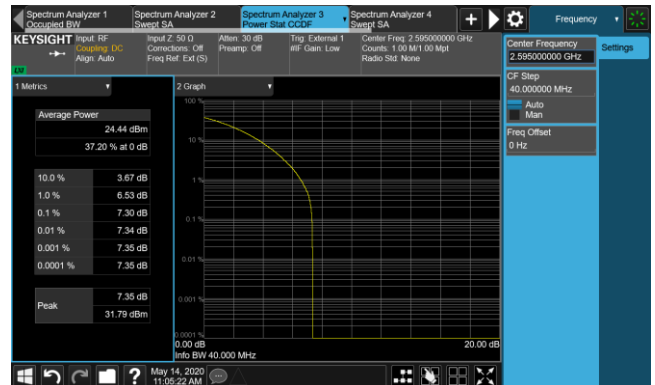 Spectrum Analyzer 1
Occupied BW
Spectrum Analyzer 2
Swept SA
Spectrum Analyzer 3
Power Stat CCDF
Spectrum Analyzer 4
Swept SA
Frequency
KEYSIGHT
Input: RF
Coupling: DC
Align: Auto
Input Z: 50 Ω
Corrections: Off
Freq Ref: Ext (S)
Atten: 30 dB
Preamp: Off
Trig: External 1
#IF Gain: Low
Center Freq: 2.595000000 GHz
Counts: 1.00 M/1.00 Mpt
Radio Std: None
Center Frequency
2.595000000 GHz
Settings
CF Step
40.000000 MHz
Auto
Man
Freq Offset
0 Hz
1 Metrics
2 Graph
Average Power
24.44 dBm
37.20 % at 0 dB
10.0 % 3.67 dB
1.0 % 6.53 dB
0.1 % 7.30 dB
0.01 % 7.34 dB
0.001 % 7.35 dB
0.0001 % 7.35 dB
Peak
7.35 dB
31.79 dBm
100 %
10 %
1 %
0.1 %
0.01 %
0.001 %
0.0001 %
0.00 dB
20.00 dB
Info BW 40.000 MHz
May 14, 2020
11:05:22 AM